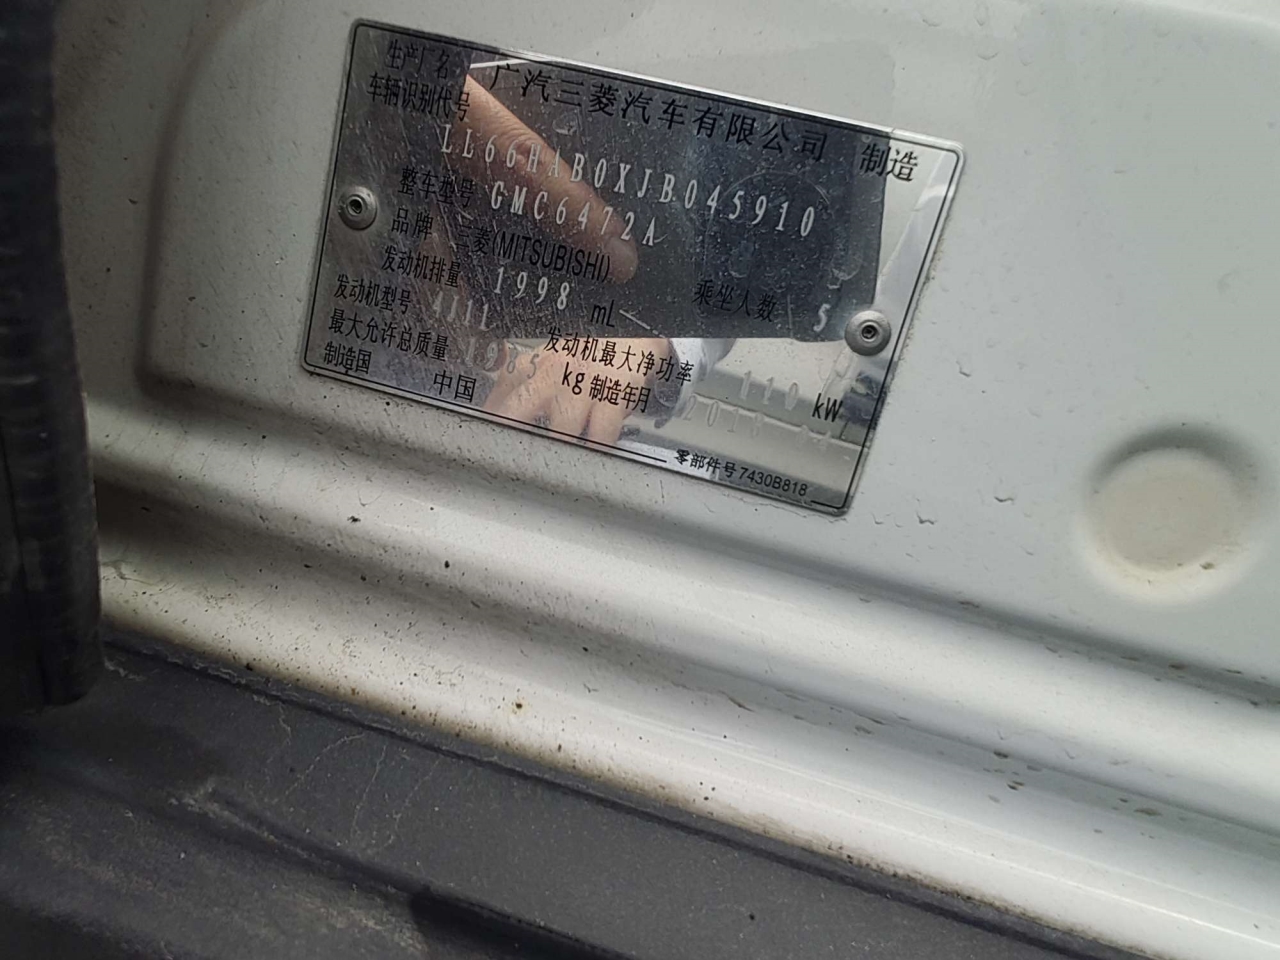 生产厂名 广汽三菱汽车有限公司 制造
车辆识别代号
LL66HAB0XJB045910
整车型号 GMC6472A
品牌 三菱(MITSUBISHI)
发动机排量 1998 mL 乘坐人数 5
发动机型号 4J11 发动机最大净功率 110 kW
最大允许总质量 1985 kg 制造年月 2018
制造国 中国
零部件号 7430B818